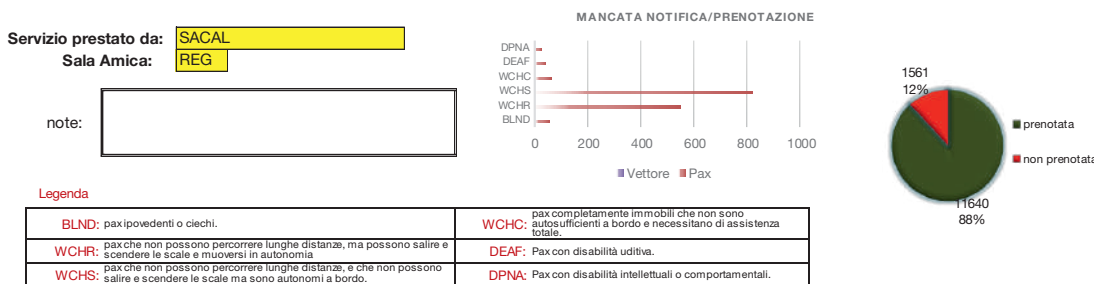 MANCATA NOTIFICA/PRENOTAZIONE
Servizio prestato da: SACAL
Sala Amica: REG
note:
DPNA
DEAF
WCHC
WCHS
WCHR
BLND
0 200 400 600 800 1000
Vettore Pax
1561
12%
prenotata
non prenotata
11640
88%
Legenda
BLND: pax ipovedenti o ciechi.
WCHC: pax completamente immobili che non sono
autosufficienti a bordo e necessitano di assistenza
totale.
WCHR: pax che non possono percorrere lunghe distanze, ma possono salire e
scendere le scale e muoversi in autonomia
DEAF: Pax con disabilità uditiva.
WCHS: pax che non possono percorrere lunghe distanze, e che non possono
salire e scendere le scale ma sono autonomi a bordo.
DPNA: Pax con disabilità intellettuali o comportamentali.